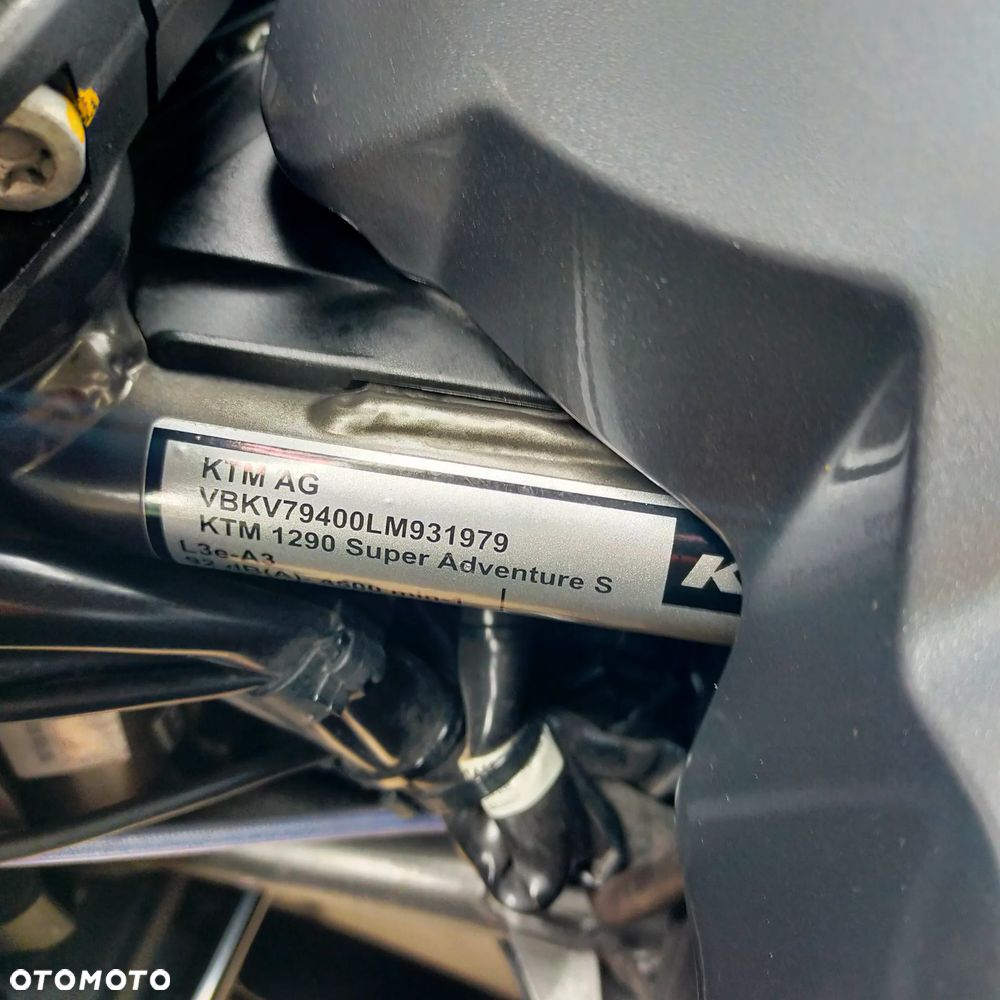 KTM AG
VBKV79400LM931979
KTM 1290 Super Adventure S
L3e-A3
OTOMOTO